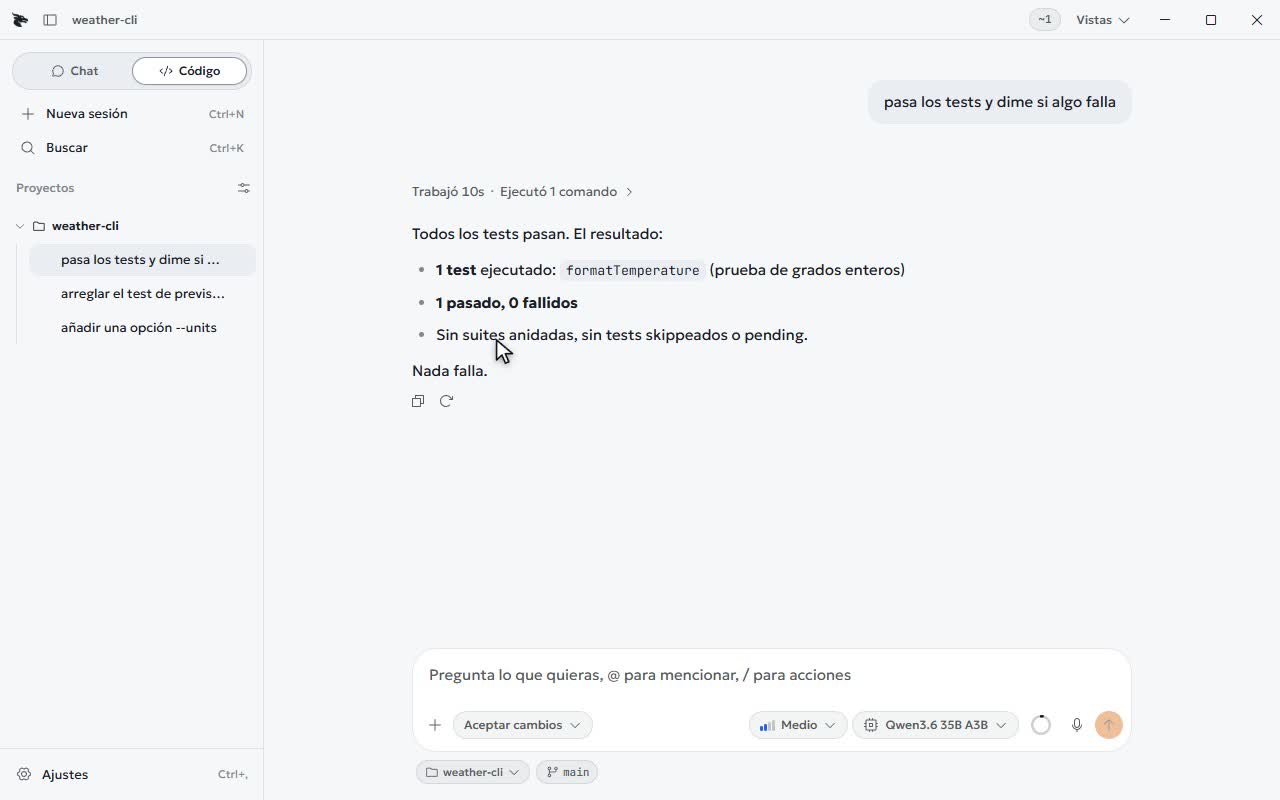 weather-cli
~1
Vistas
Chat
</> Código
Nueva sesión
Ctrl+N
Buscar
Ctrl+K
Proyectos
weather-cli
pasa los tests y dime si ...
arreglar el test de previs...
añadir una opción --units
Ajustes
Ctrl+,
pasa los tests y dime si algo falla
Trabajó 10s · Ejecutó 1 comando
Todos los tests pasan. El resultado:
• 1 test ejecutado: formatTemperature (prueba de grados enteros)
• 1 pasado, 0 fallidos
• Sin suites anidadas, sin tests skippeados o pending.
Nada falla.
Pregunta lo que quieras, @ para mencionar, / para acciones
Aceptar cambios
Medio
Qwen3.6 35B A3B
weather-cli
main